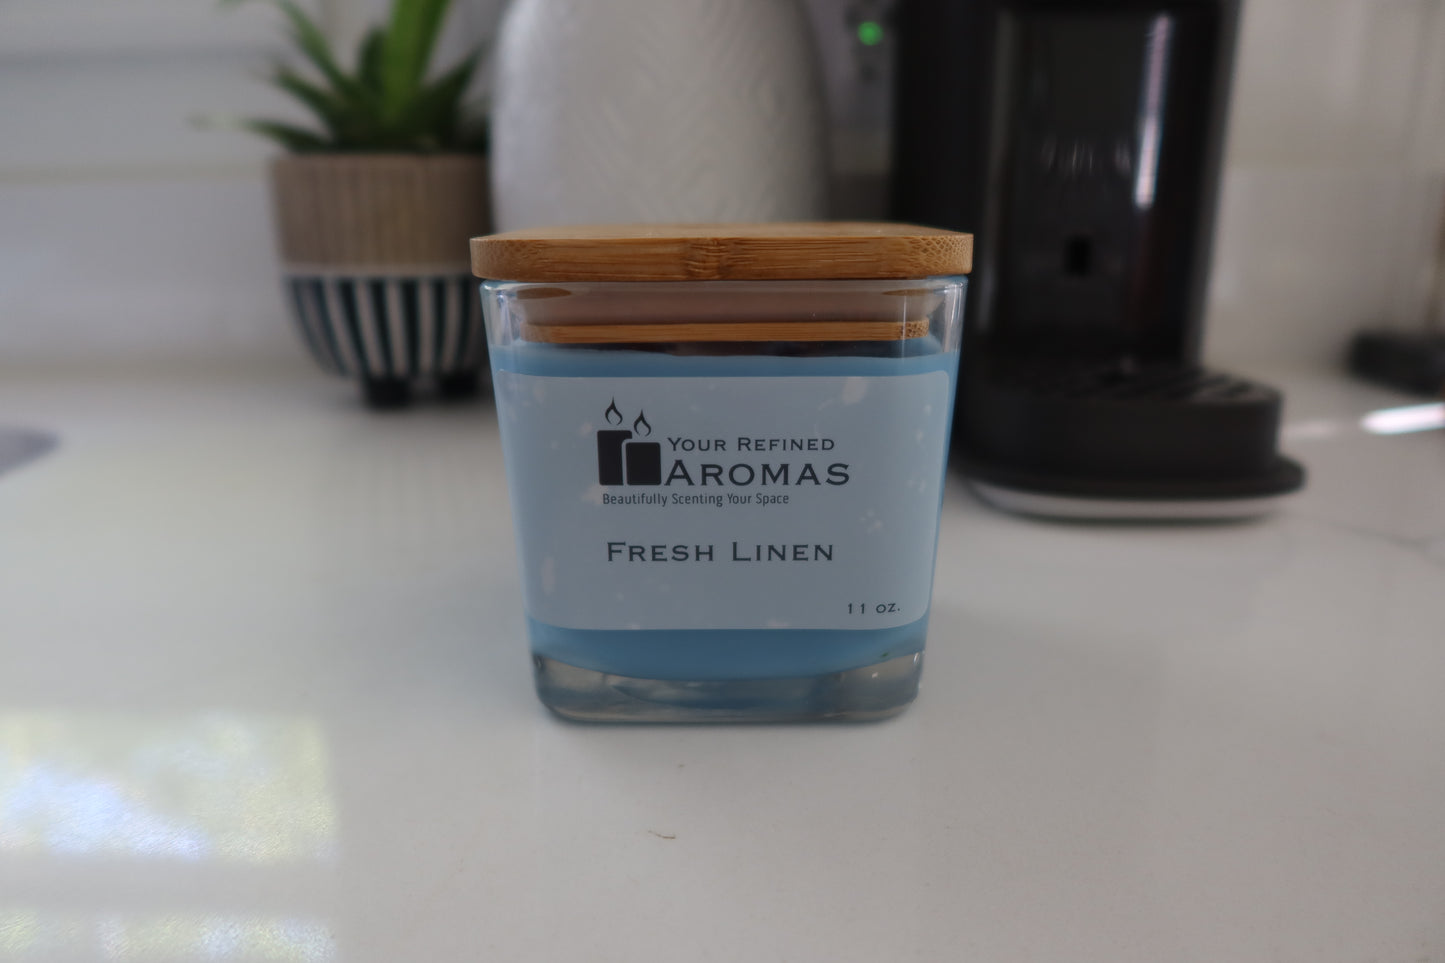 Your Refined
Aromas
Beautifully Scenting Your Space
Fresh Linen
11 oz.